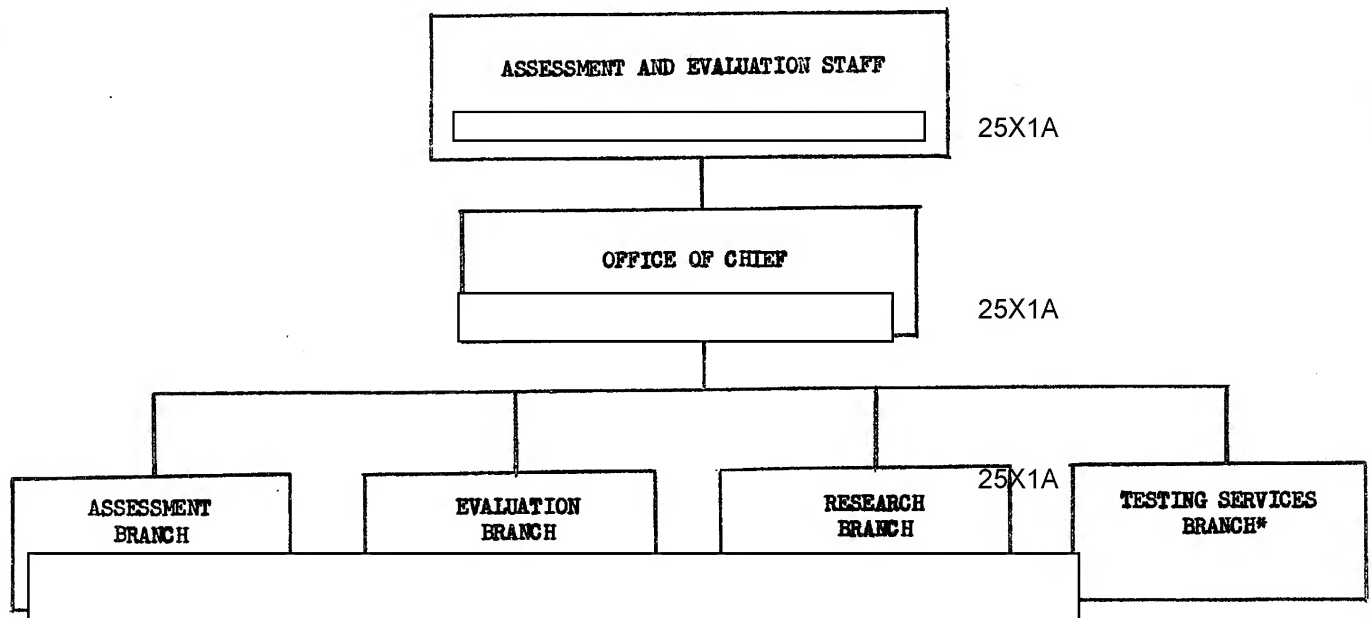 ASSESSMENT AND EVALUATION STAFF
25X1A
OFFICE OF CHIEF
25X1A
25X1A
ASSESSMENT
BRANCH
EVALUATION
BRANCH
RESEARCH
BRANCH
TESTING SERVICES
BRANCH*